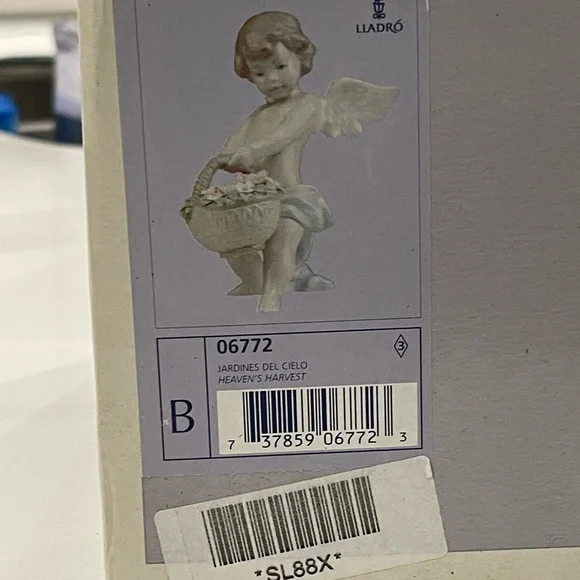 LLADRÓ
06772
3
JARDINES DEL CIELO
HEAVEN'S HARVEST
B
7 37859 06772 3
*SL88X*